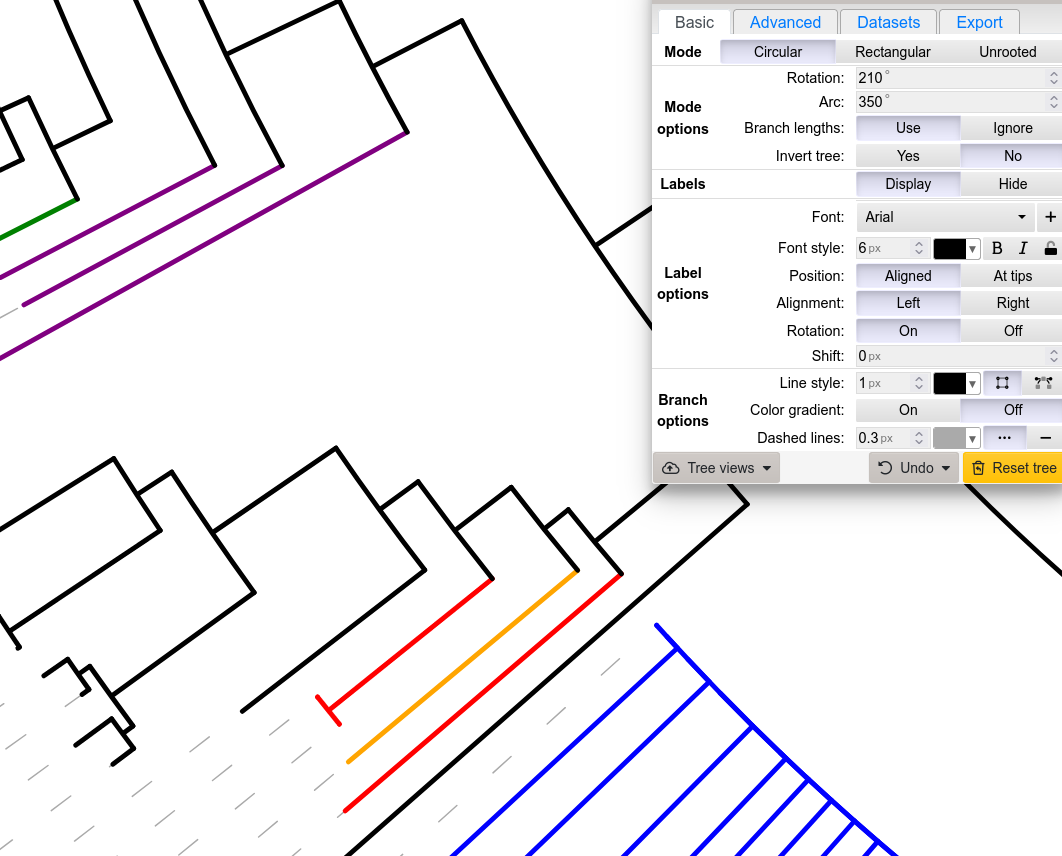 Basic Advanced Datasets Export
Mode Circular Rectangular Unrooted
Mode options
Rotation: 210°
Arc: 350°
Branch lengths: Use Ignore
Invert tree: Yes No
Labels Display Hide
Label options
Font: Arial +
Font style: 6 px B I
Position: Aligned At tips
Alignment: Left Right
Rotation: On Off
Shift: 0 px
Branch options
Line style: 1 px
Color gradient: On Off
Dashed lines: 0.3 px
Tree views Undo Reset tree